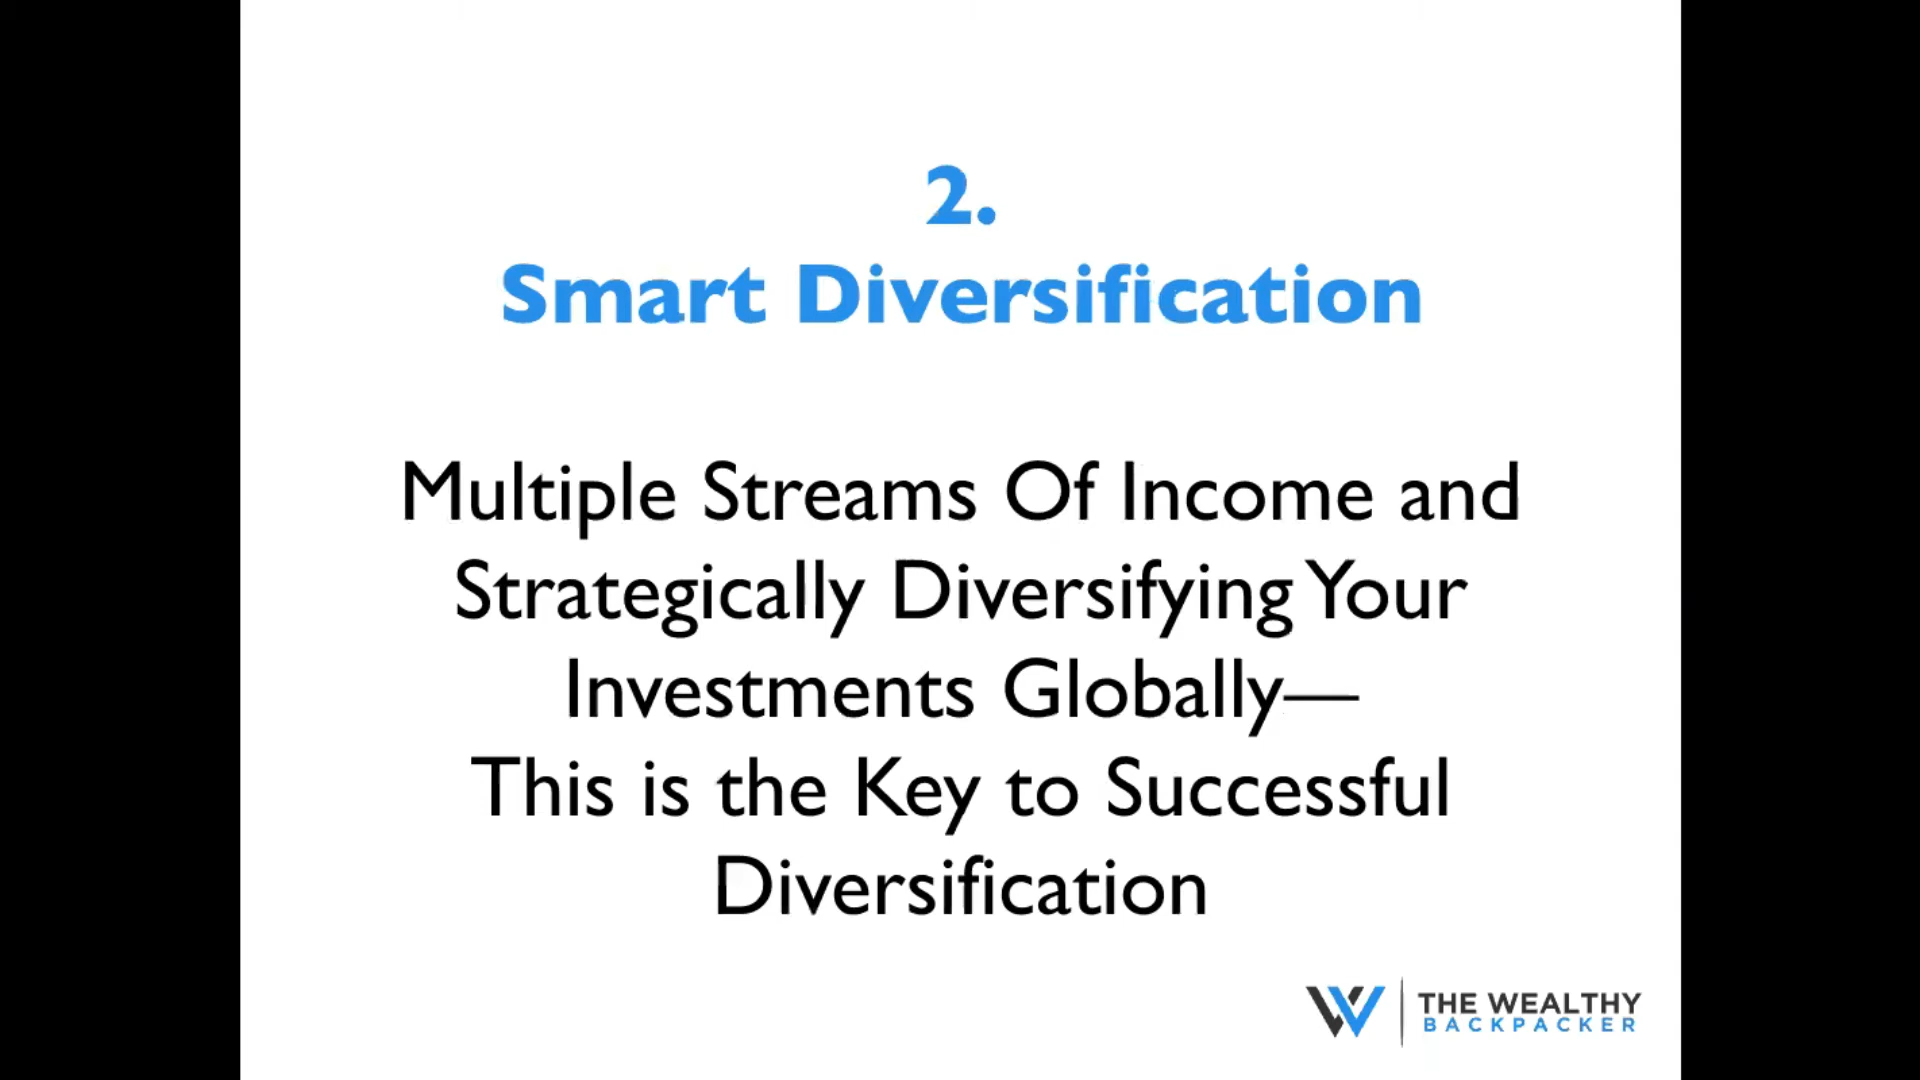 2.
Smart Diversification
Multiple Streams Of Income and
Strategically Diversifying Your
Investments Globally—
This is the Key to Successful
Diversification
THE WEALTHY
BACKPACKER